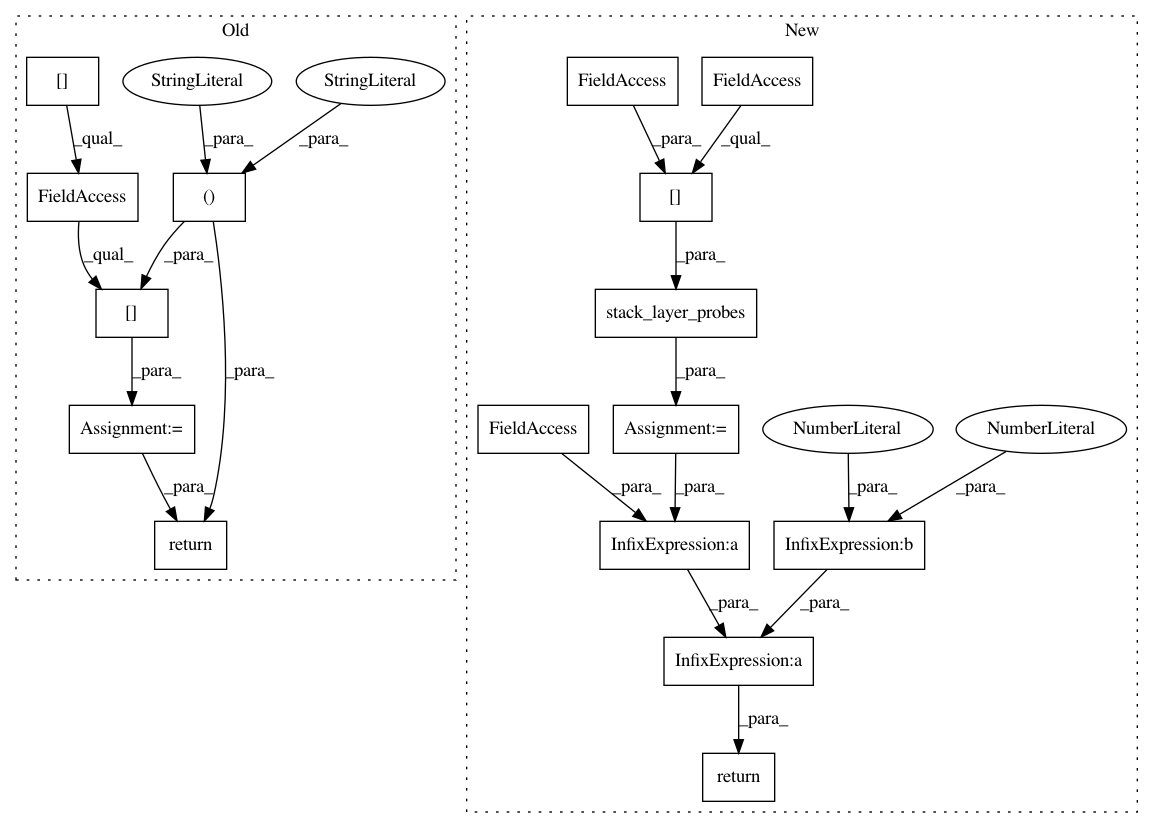 Old
New
[]
StringLiteral
StringLiteral
FieldAccess
FieldAccess
_qual_
_para_
_para_
_para_
_qual_
FieldAccess
()
[]
_qual_
_para_
_para_
[]
stack_layer_probes
_para_
_para_
_para_
Assignment:=
FieldAccess
Assignment:=
NumberLiteral
NumberLiteral
_para_
_para_
_para_
_para_
_para_
return
InfixExpression:a
InfixExpression:b
_para_
_para_
InfixExpression:a
_para_
return